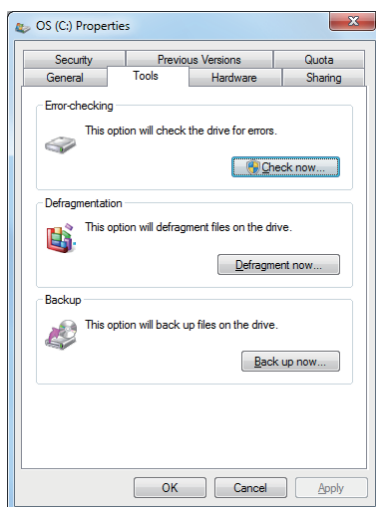 OS (C:) Properties
Security Previous Versions Quota
General Tools Hardware Sharing
Error-checking
This option will check the drive for errors.
Check now...
Defragmentation
This option will defragment files on the drive.
Defragment now...
Backup
This option will back up files on the drive.
Back up now...
OK Cancel Apply